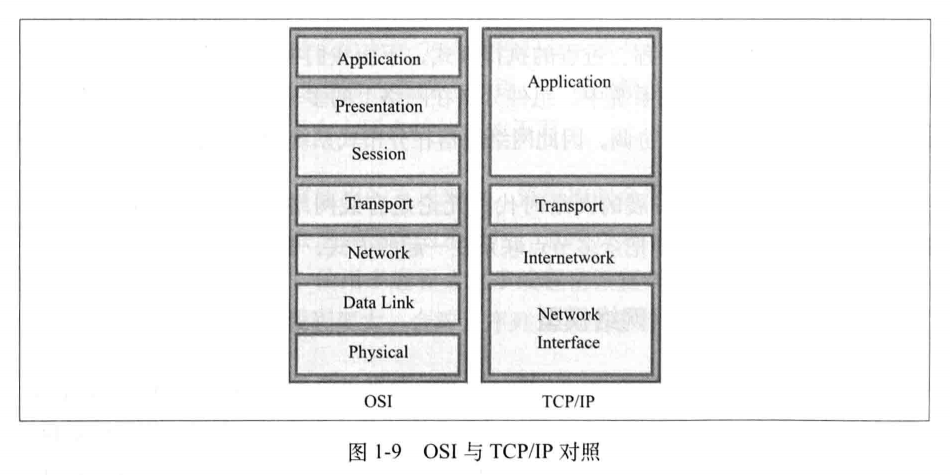 Application
Presentation
Session
Transport
Network
Data Link
Physical
OSI
Application
Transport
Internetwork
Network
Interface
TCP/IP
图 1-9 OSI 与 TCP/IP 对照